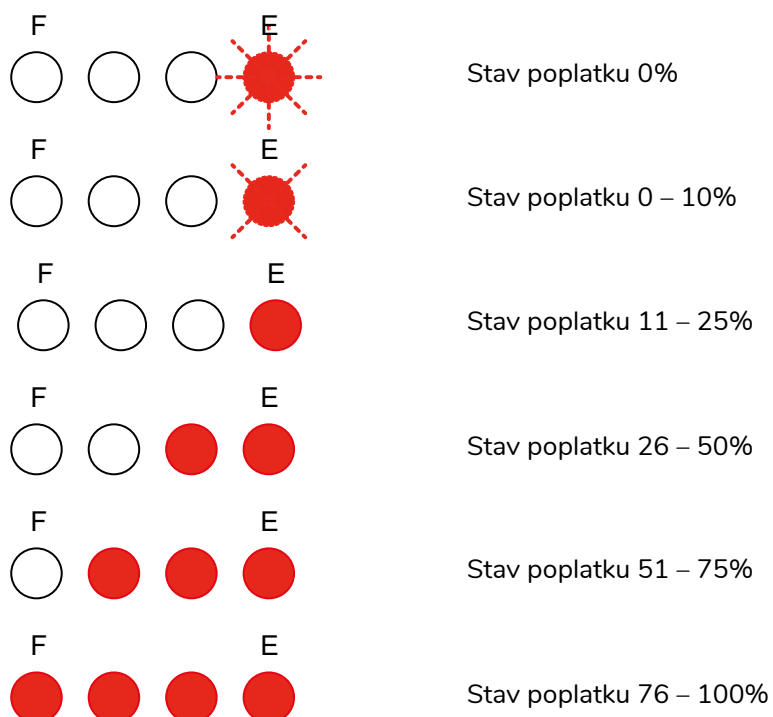 F E
Stav poplatku 0%
F E
Stav poplatku 0 – 10%
F E
Stav poplatku 11 – 25%
F E
Stav poplatku 26 – 50%
F E
Stav poplatku 51 – 75%
F E
Stav poplatku 76 – 100%